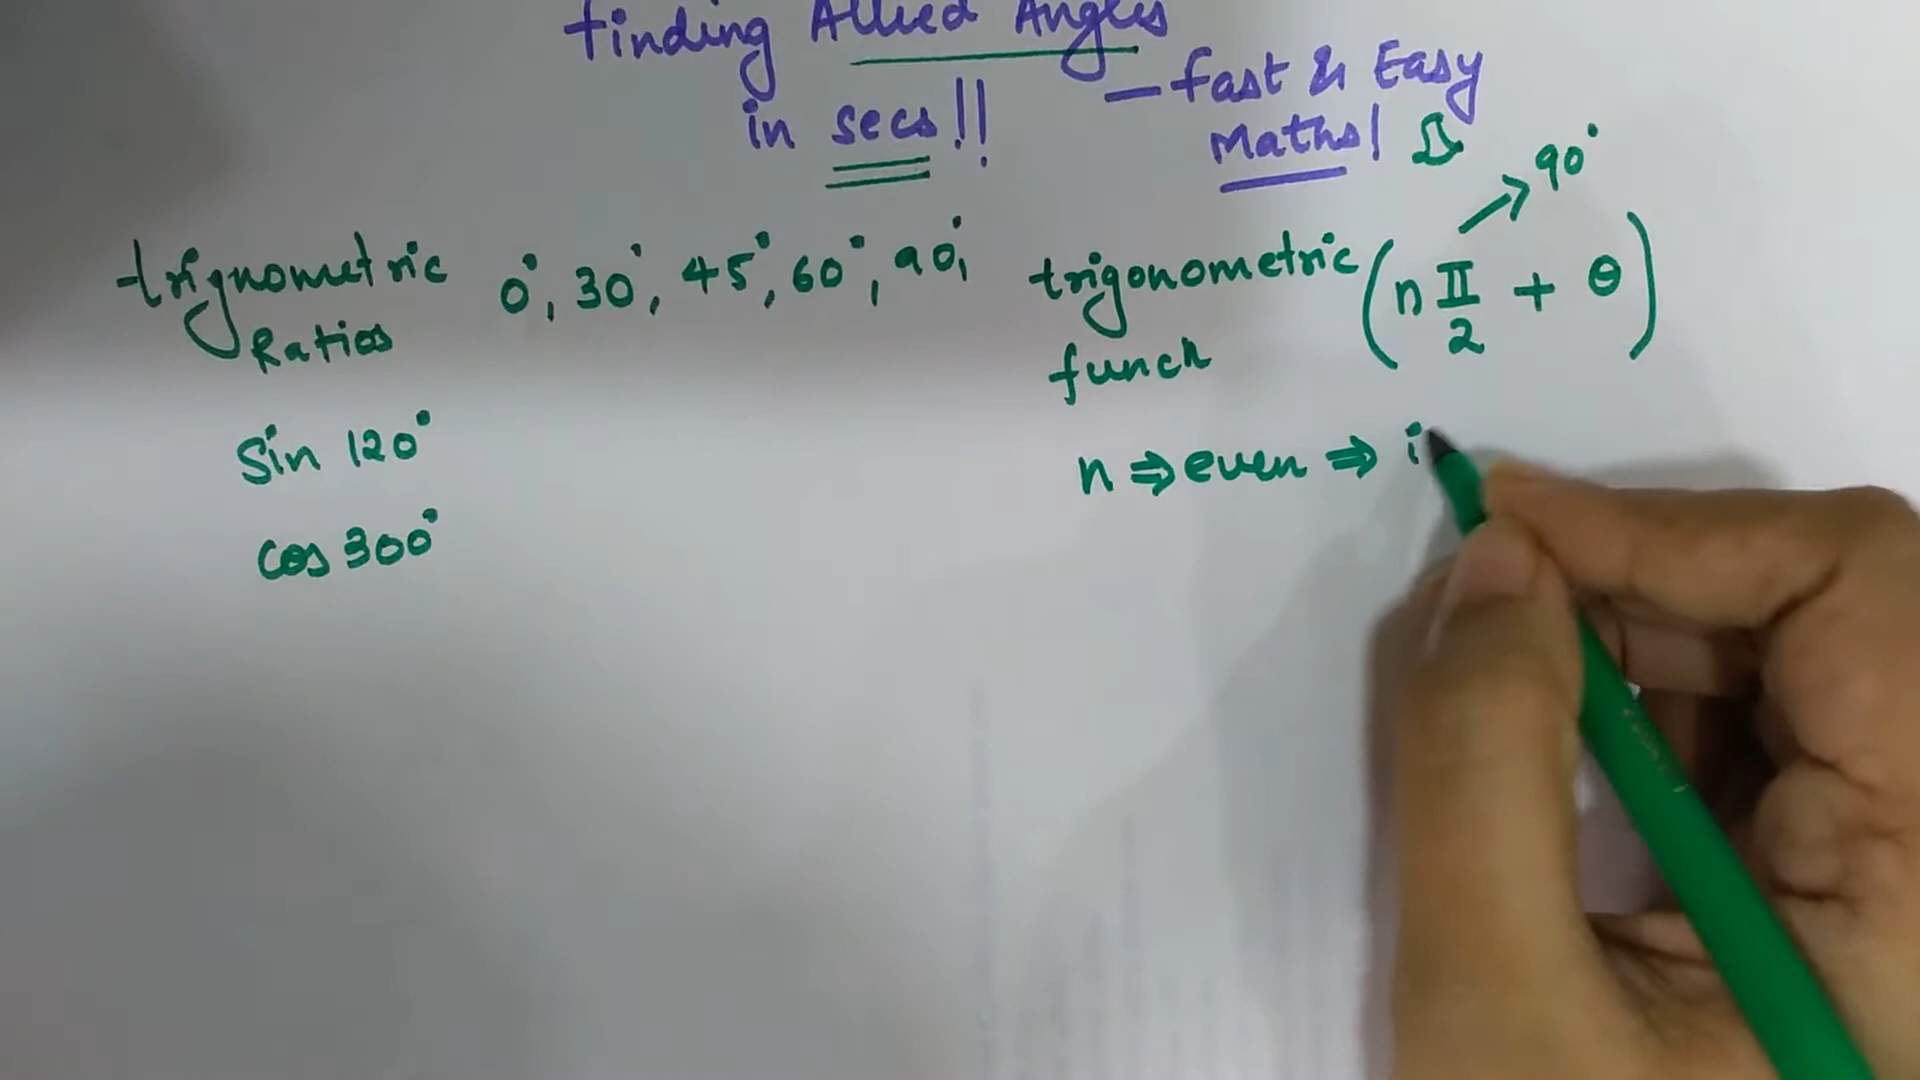 Finding Allied Angles
in secs!!
— Fast & Easy
Maths!
→ 90°
trignometric
Ratios
0°, 30°, 45°, 60°, 90°,
trigonometric
funcn
(n π/2 + θ)
sin 120°
cos 300°
n ⇒ even ⇒ i